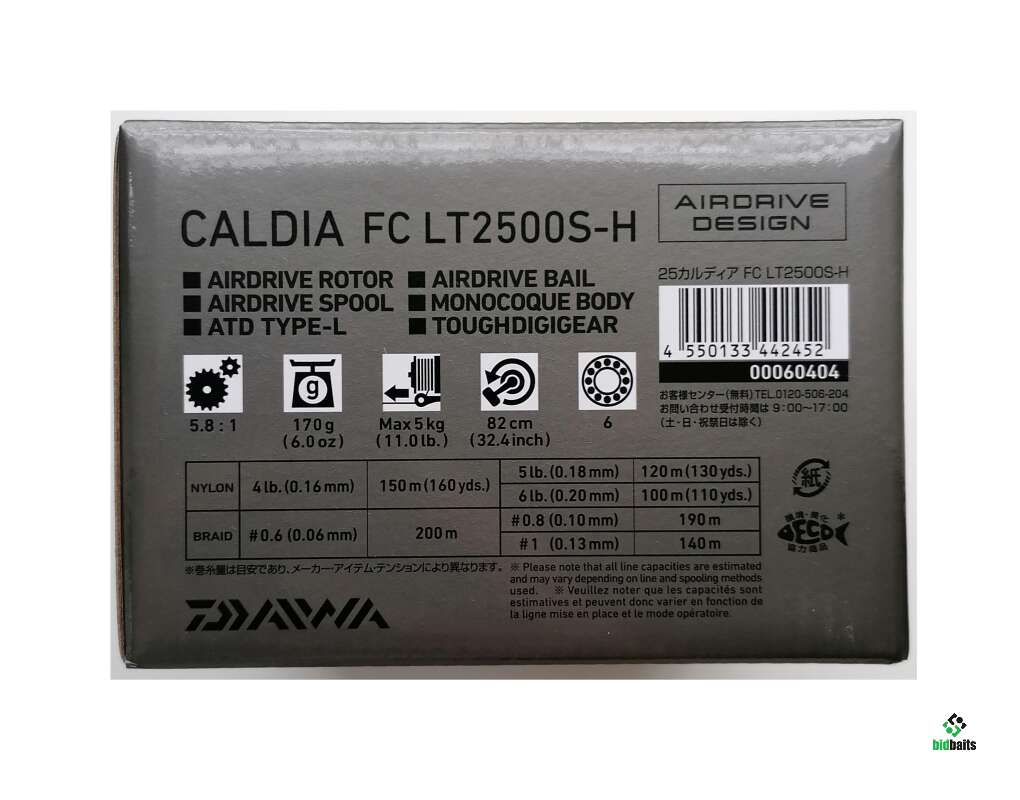 CALDIA FC LT2500S-H
AIRDRIVE
DESIGN
■ AIRDRIVE ROTOR ■ AIRDRIVE BAIL
■ AIRDRIVE SPOOL ■ MONOCOQUE BODY
■ ATD TYPE-L ■ TOUGHDIGIGEAR
25カルディア FC LT2500S-H
4 550133 442452
00060404
お客様センター(無料)TEL.0120-506-204
お問い合わせ受付時間は 9:00〜17:00
(土・日・祝祭日は除く)
g
5.8 : 1
170 g
(6.0 oz)
Max 5 kg
(11.0 lb.)
82 cm
(32.4 inch)
6
NYLON 4 lb. (0.16 mm) 150 m (160 yds.) 5 lb. (0.18 mm) 120 m (130 yds.)
6 lb. (0.20 mm) 100 m (110 yds.)
BRAID #0.6 (0.06 mm) 200 m #0.8 (0.10 mm) 190 m
#1 (0.13 mm) 140 m
紙
環境・美化 *
ECO
協力商品
※巻糸量は目安であり、メーカー・アイテム・テンションにより異なります。
※ Please note that all line capacities are estimated
and may vary depending on line and spooling methods
used. ※ Veuillez noter que les capacités sont
estimatives et peuvent donc varier en fonction de
la ligne mise en place et le mode opératoire.
DAIWA
bidbaits